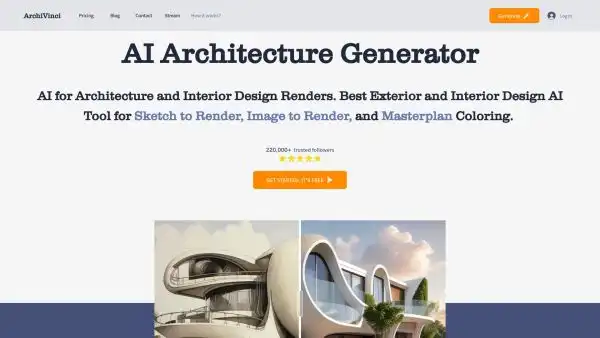 ArchiVinci
Pricing
Blog
Contact
Stream
How it works?
Generate
Log In
AI Architecture Generator
AI for Architecture and Interior Design Renders. Best Exterior and Interior Design AI
Tool for Sketch to Render, Image to Render, and Masterplan Coloring.
220,000+ trusted followers
GET STARTED, IT'S FREE